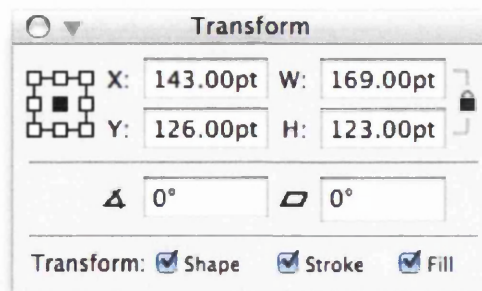 Transform
X: 143.00pt W: 169.00pt
Y: 126.00pt H: 123.00pt
0° 0°
Transform: Shape Stroke Fill